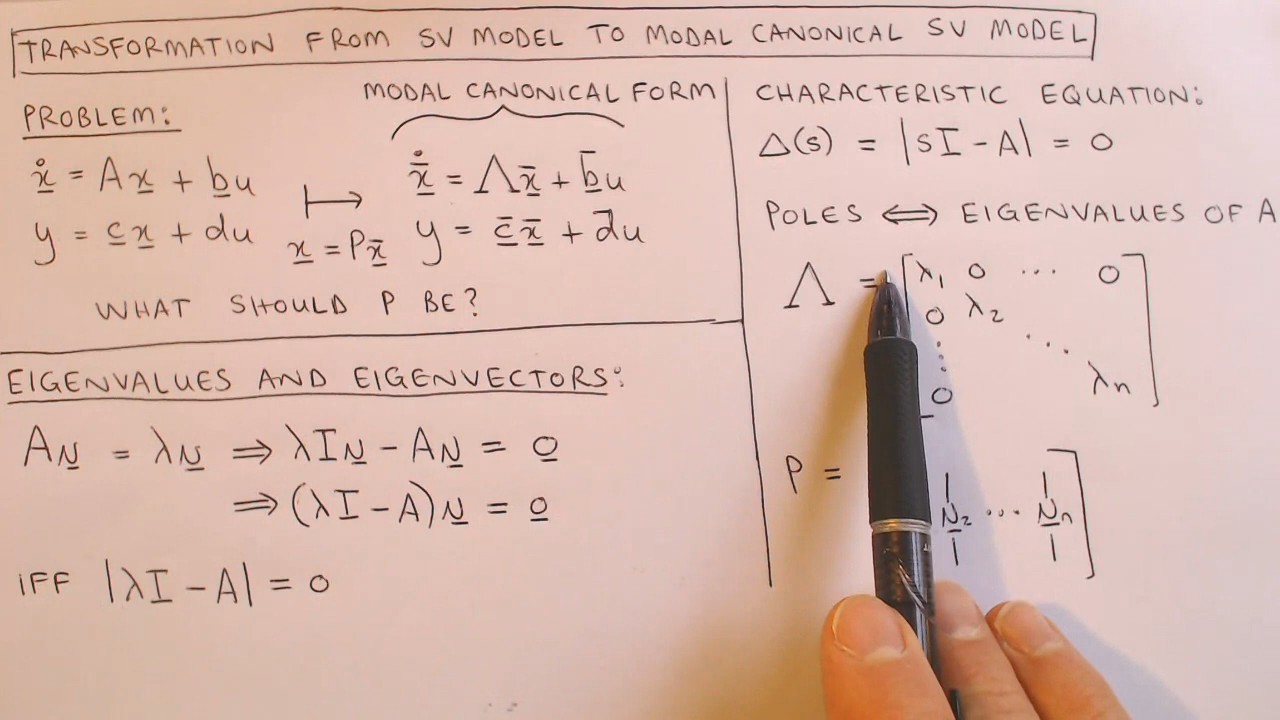 TRANSFORMATION FROM SV MODEL TO MODAL CANONICAL SV MODEL
PROBLEM:
MODAL CANONICAL FORM
ẋ = Ax + bu
y = cx + du
↦
x = Px̄
x̄̇ = Λx̄ + b̄u
y = c̄x̄ + d̄u
WHAT SHOULD P BE?
EIGENVALUES AND EIGENVECTORS:
Av = λv ⇒ λIv - Av = 0
⇒ (λI - A)v = 0
IFF |λI - A| = 0
CHARACTERISTIC EQUATION:
Δ(s) = |sI - A| = 0
POLES ⇔ EIGENVALUES OF A
Λ = [λ1 0 ... 0
0 λ2
⋮ ⋱
0 λn]
P = v2 ... vn]